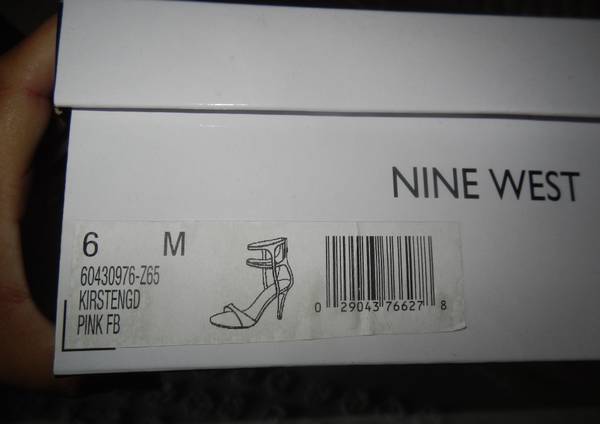 NINE WEST
6 M
60430976-Z65
KIRSTENGD
PINK FB
0 29043 76627 8